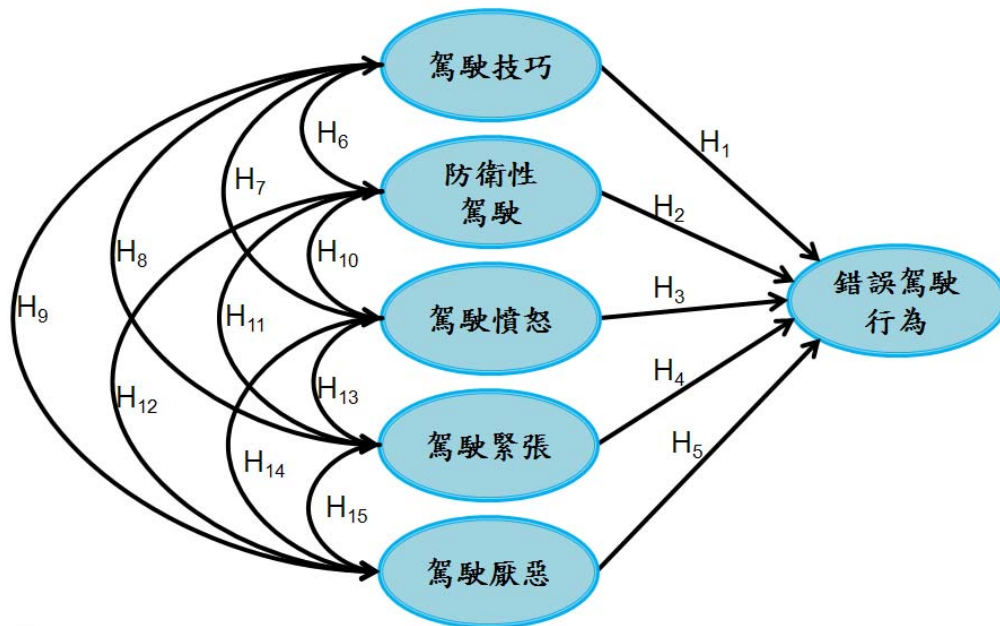 駕駛技巧
H₁
H₆
防衛性
駕駛
H₂
H₇
H₈
H₁₀
錯誤駕駛
行為
H₃
H₉
H₁₁
駕駛憤怒
H₄
H₁₂
H₁₃
駕駛緊張
H₅
H₁₄
H₁₅
駕駛厭惡